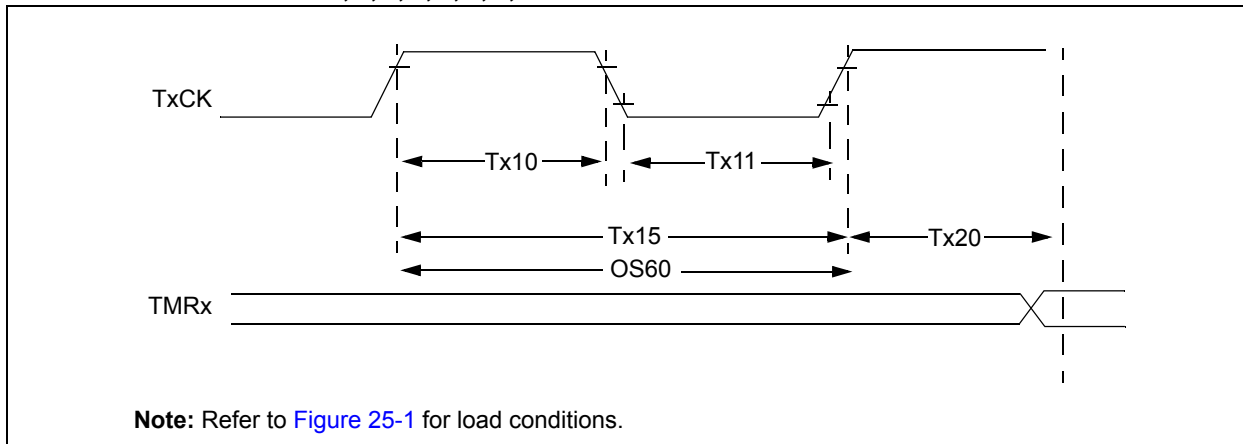 TxCK
Tx10
Tx11
Tx15
Tx20
OS60
TMRx
Note: Refer to Figure 25-1 for load conditions.